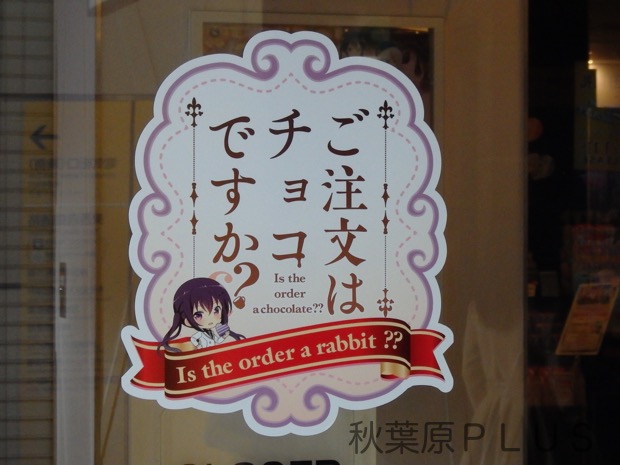 ご注文は
チョコ
ですか?
Is the
order
a chocolate??
Is the order a rabbit ??
秋葉原PLUS